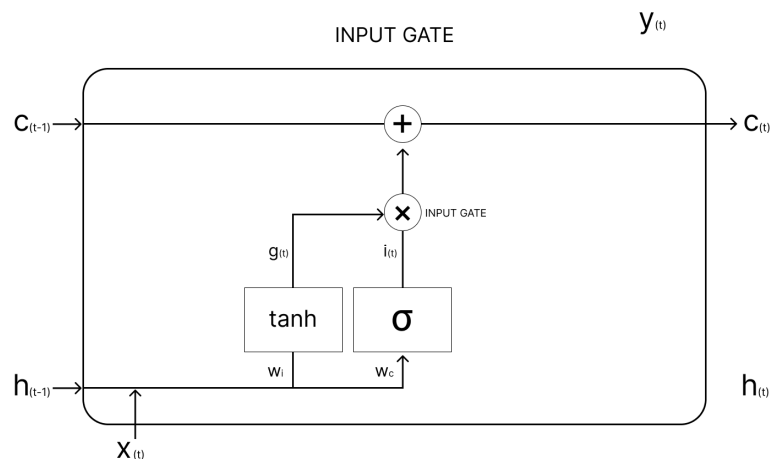 y(t)
INPUT GATE
c(t-1)
+
c(t)
×
INPUT GATE
g(t)
i(t)
tanh
σ
wi
wc
h(t-1)
h(t)
x(t)